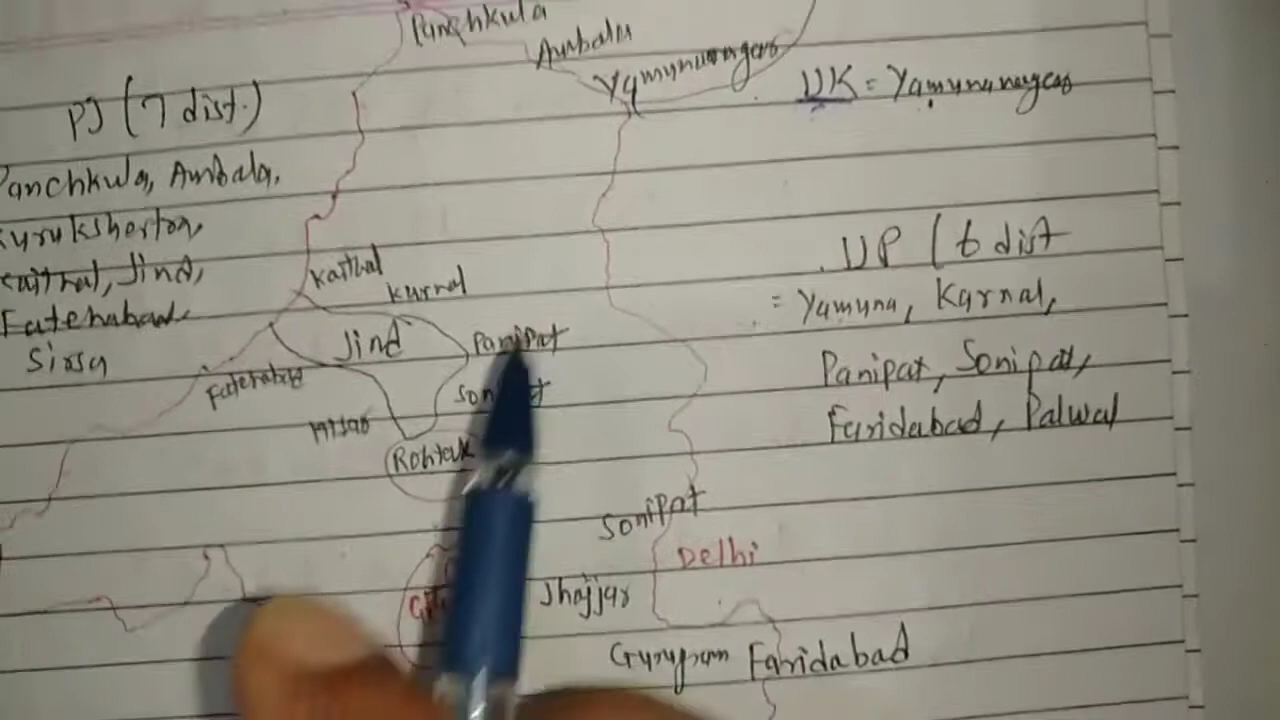 Panchkula
Ambala
Yamunanagar
UK = Yamunanagar
PJ (7 dist.)
Panchkula, Ambala,
Kurukshortra,
Kaithal, Jind,
Fatehabad
Sirsa
UP (6 dist
= Yamuna, Karnal,
Panipat, Sonipat,
Faridabad, Palwal
Kaithal
Karnal
Jind
Panipat
Fatehabad
Hisar
Rohtak
Sonipat
Delhi
Jhajjar
Gurugram Faridabad